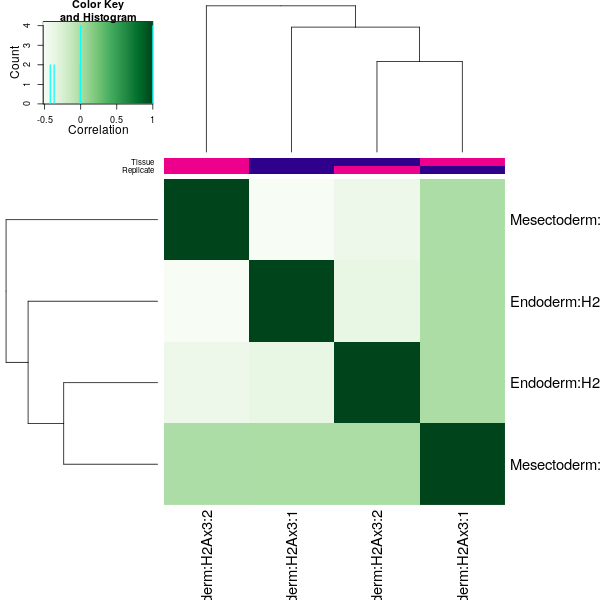 Color Key
and Histogram
Count
0 1 2 3 4
-0.5 0 0.5 1
Correlation
Tissue
Replicate
Mesectoderm:
Endoderm:H2
Endoderm:H2
Mesectoderm:
derm:H2Ax3:2
derm:H2Ax3:1
derm:H2Ax3:2
derm:H2Ax3:1